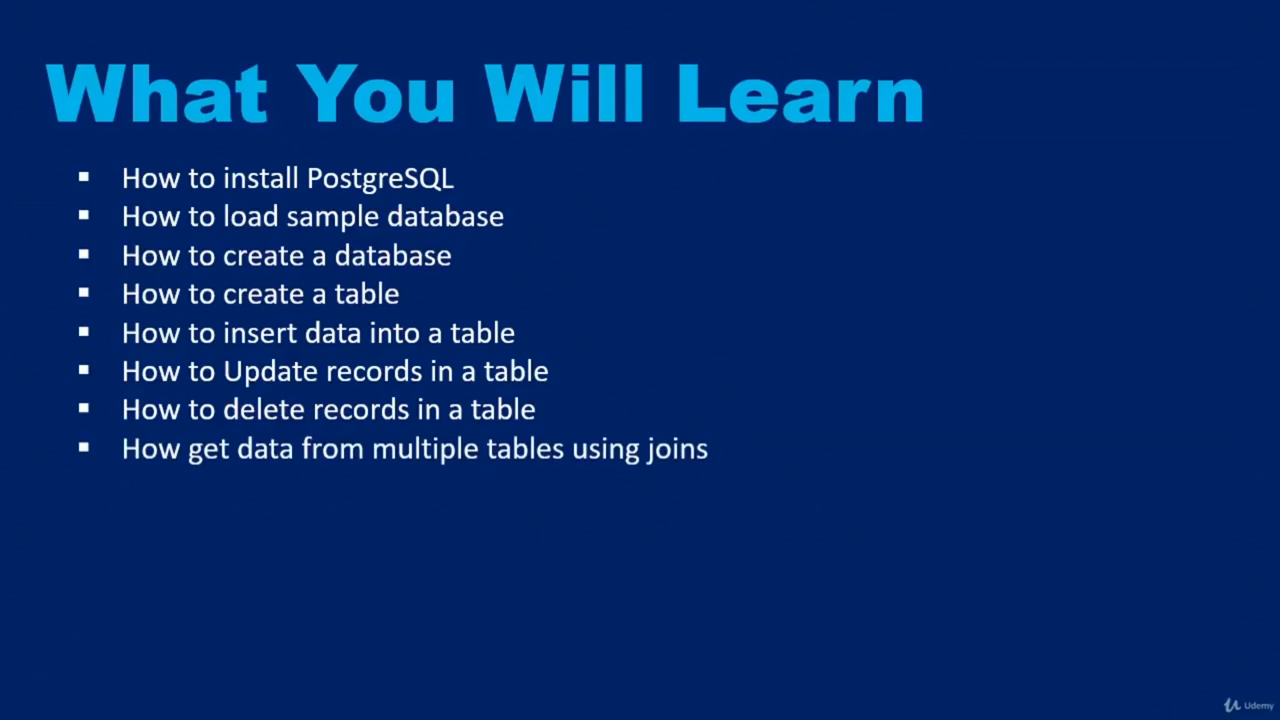 What You Will Learn
▪ How to install PostgreSQL
▪ How to load sample database
▪ How to create a database
▪ How to create a table
▪ How to insert data into a table
▪ How to Update records in a table
▪ How to delete records in a table
▪ How get data from multiple tables using joins
Udemy